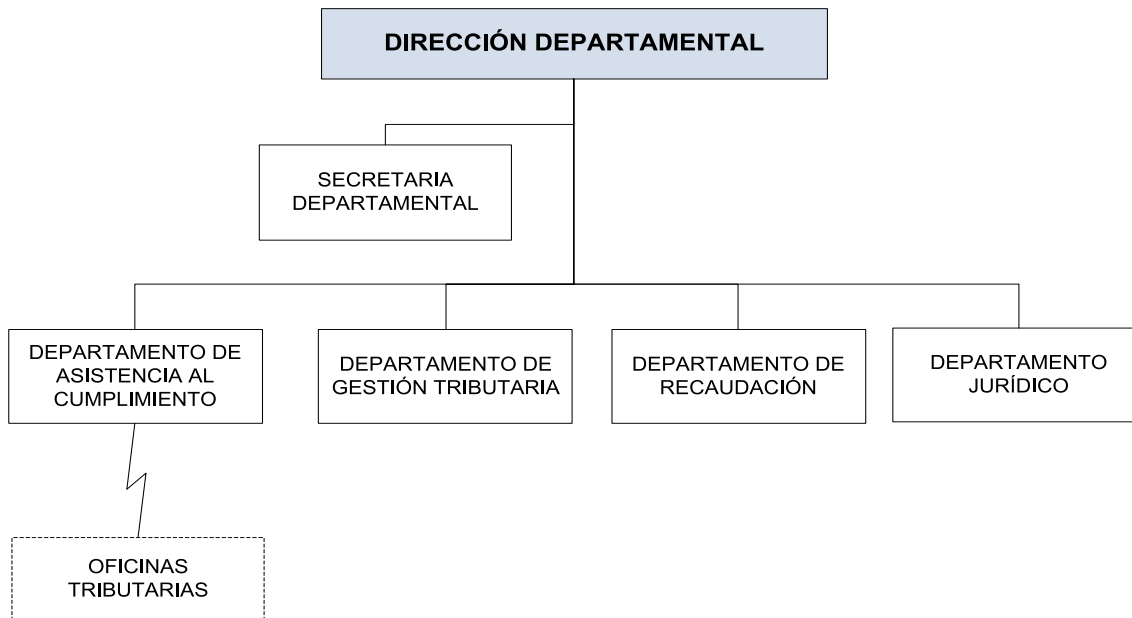 DIRECCIÓN DEPARTAMENTAL
SECRETARIA
DEPARTAMENTAL
DEPARTAMENTO DE
ASISTENCIA AL
CUMPLIMIENTO
DEPARTAMENTO DE
GESTIÓN TRIBUTARIA
DEPARTAMENTO DE
RECAUDACIÓN
DEPARTAMENTO
JURÍDICO
OFICINAS
TRIBUTARIAS